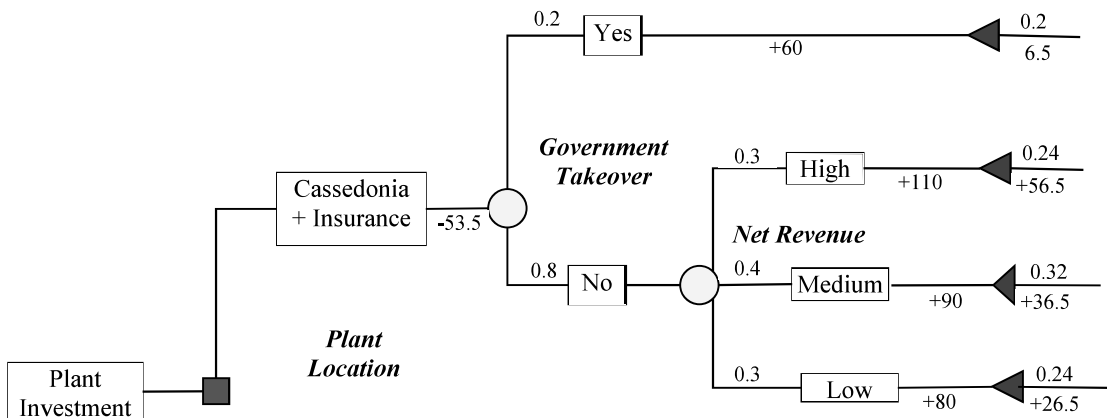 0.2
Yes
+60
0.2
6.5
Government
Takeover
Cassedonia
+ Insurance
-53.5
0.3
High
+110
0.24
+56.5
Net Revenue
0.8
No
0.4
Medium
+90
0.32
+36.5
Plant
Location
Plant
Investment
0.3
Low
+80
0.24
+26.5